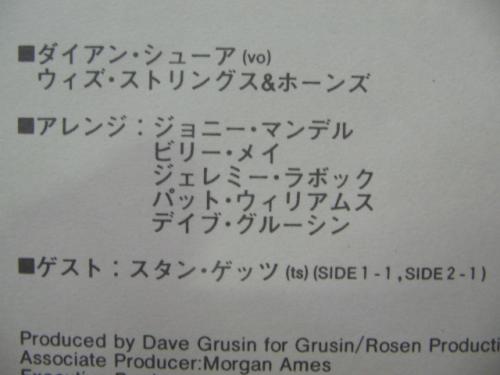 ■ダイアン・シューア(vo)
ウィズ・ストリングス&ホーンズ
■アレンジ：ジョニー・マンデル
ビリー・メイ
ジェレミー・ラボック
パット・ウィリアムス
デイブ・グルーシン
■ゲスト：スタン・ゲッツ(ts)(SIDE1-1,SIDE2-1)
Produced by Dave Grusin for Grusin/Rosen Producti
Associate Producer:Morgan Ames